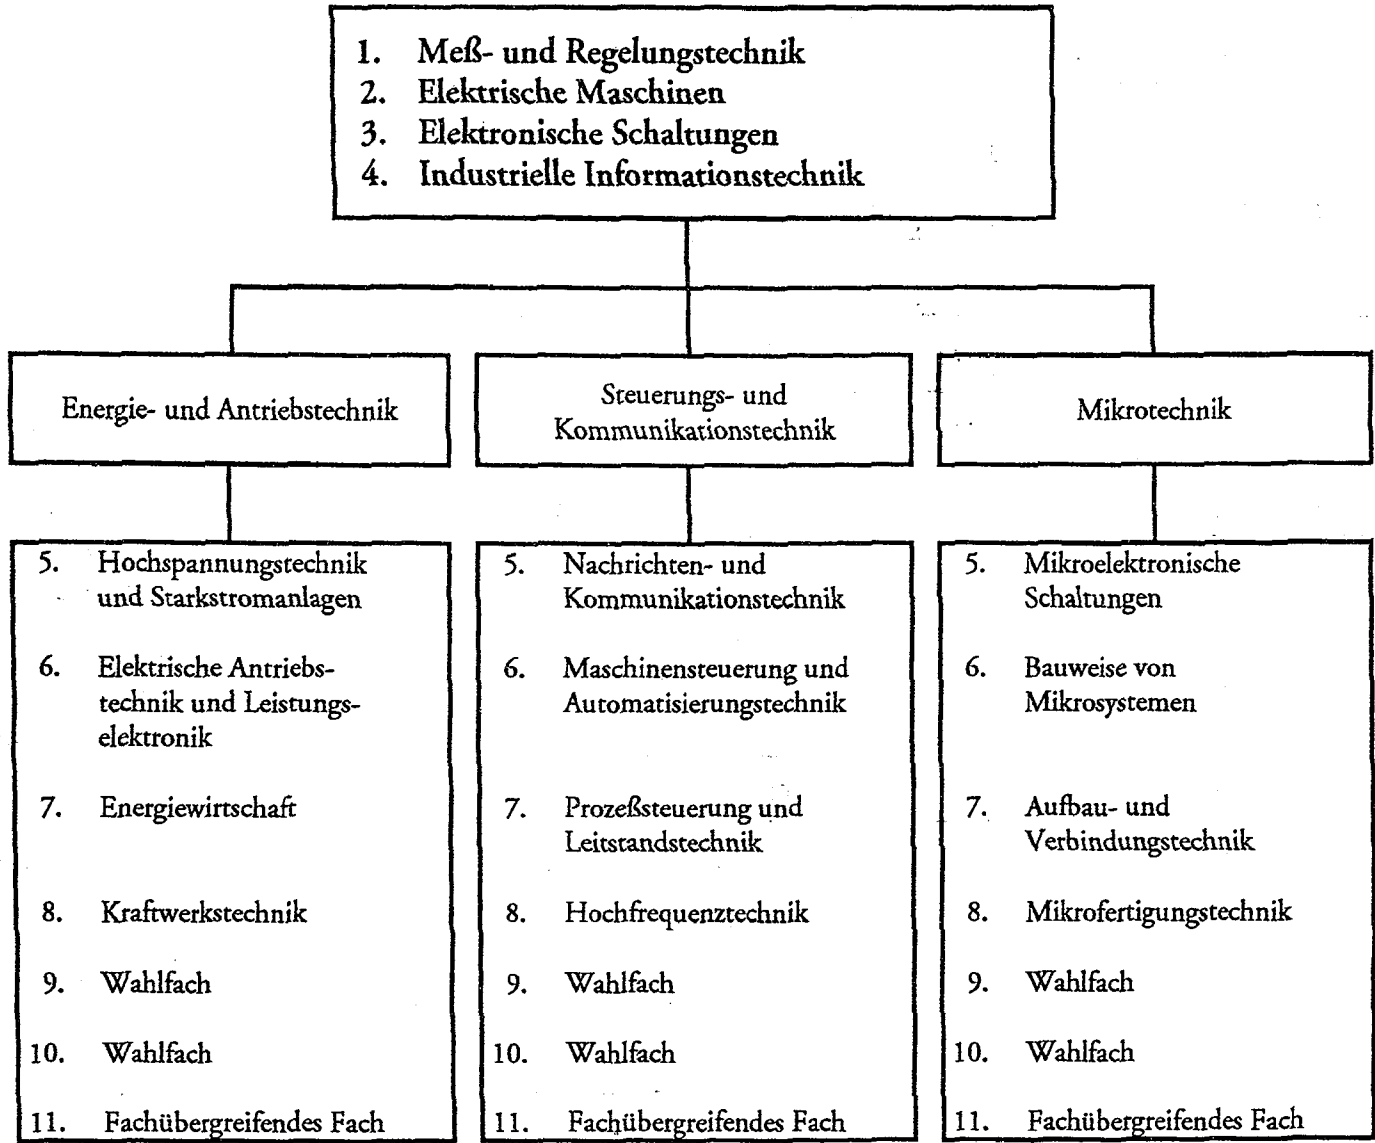 1. Meß- und Regelungstechnik
2. Elektrische Maschinen
3. Elektronische Schaltungen
4. Industrielle Informationstechnik
Energie- und Antriebstechnik
Steuerungs- und
Kommunikationstechnik
Mikrotechnik
5. Hochspannungstechnik
und Starkstromanlagen
6. Elektrische Antriebs-
technik und Leistungs-
elektronik
7. Energiewirtschaft
8. Kraftwerkstechnik
9. Wahlfach
10. Wahlfach
11. Fachübergreifendes Fach
5. Nachrichten- und
Kommunikationstechnik
6. Maschinensteuerung und
Automatisierungstechnik
7. Prozeßsteuerung und
Leitstandstechnik
8. Hochfrequenztechnik
9. Wahlfach
10. Wahlfach
11. Fachübergreifendes Fach
5. Mikroelektronische
Schaltungen
6. Bauweise von
Mikrosystemen
7. Aufbau- und
Verbindungstechnik
8. Mikrofertigungstechnik
9. Wahlfach
10. Wahlfach
11. Fachübergreifendes Fach